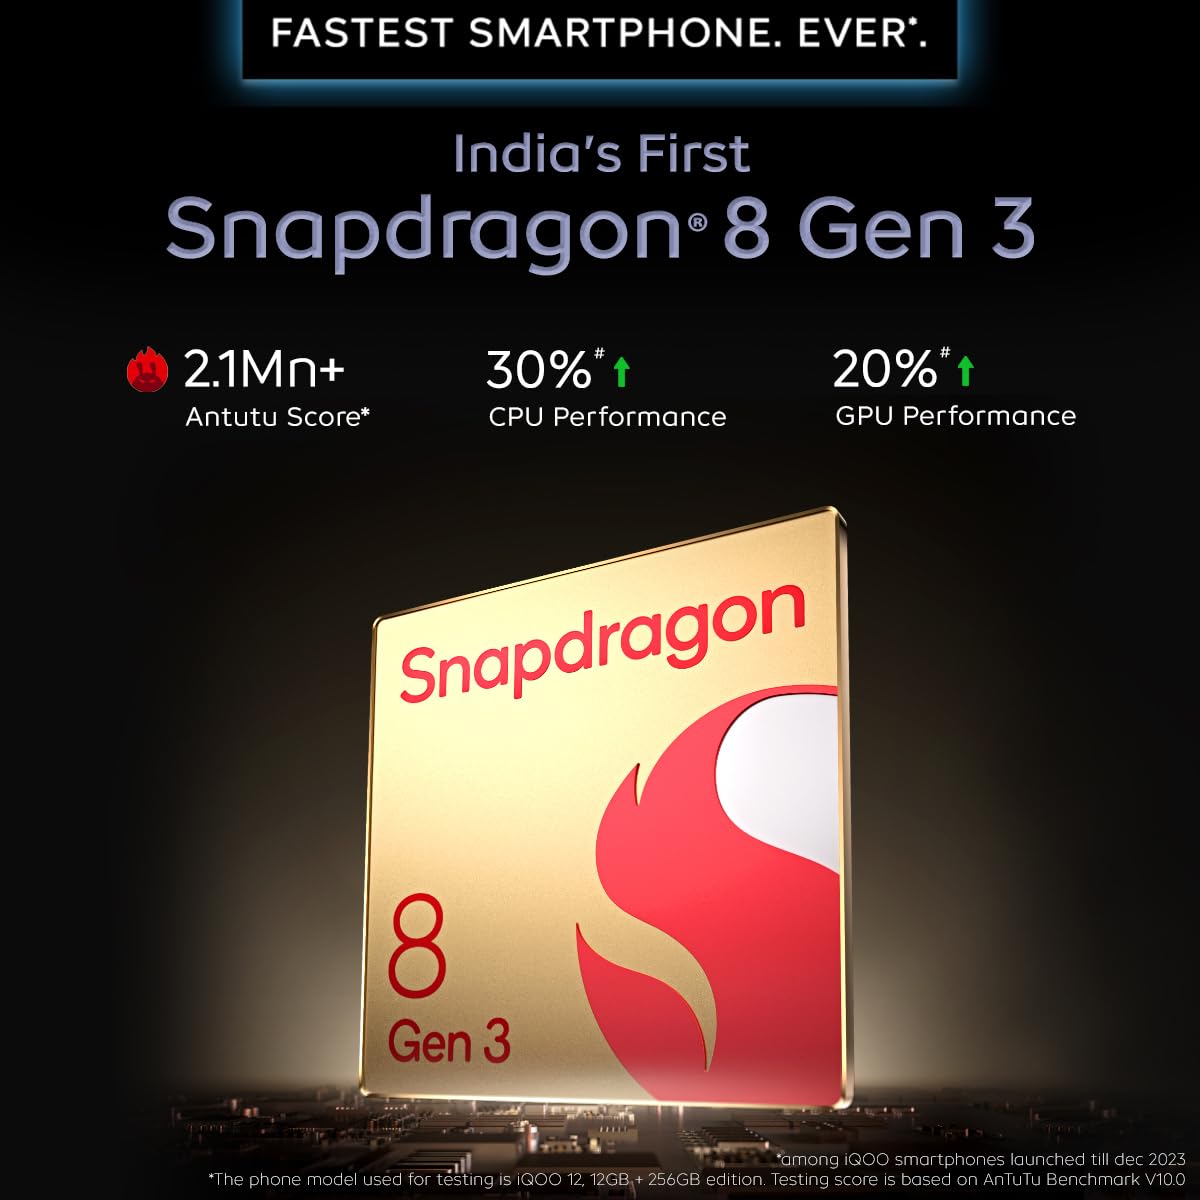 FASTEST SMARTPHONE. EVER*.
India's First
Snapdragon® 8 Gen 3
2.1Mn+ 30%# 20%#
Antutu Score* CPU Performance GPU Performance
Snapdragon
8
Gen 3
*among iQOO smartphones launched till dec 2023
*The phone model used for testing is iQOO 12, 12GB + 256GB edition. Testing score is based on AnTuTu Benchmark V10.0